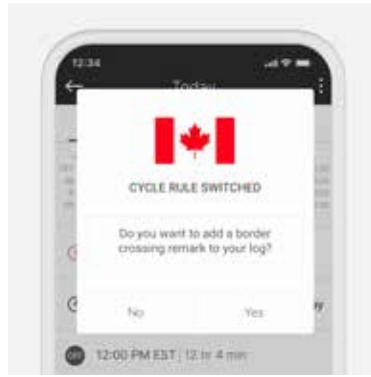 12:34
Today
CYCLE RULE SWITCHED
Do you want to add a border
crossing remark to your log?
No
Yes
OFF
12:00 PM EST | 12 hr 4 min